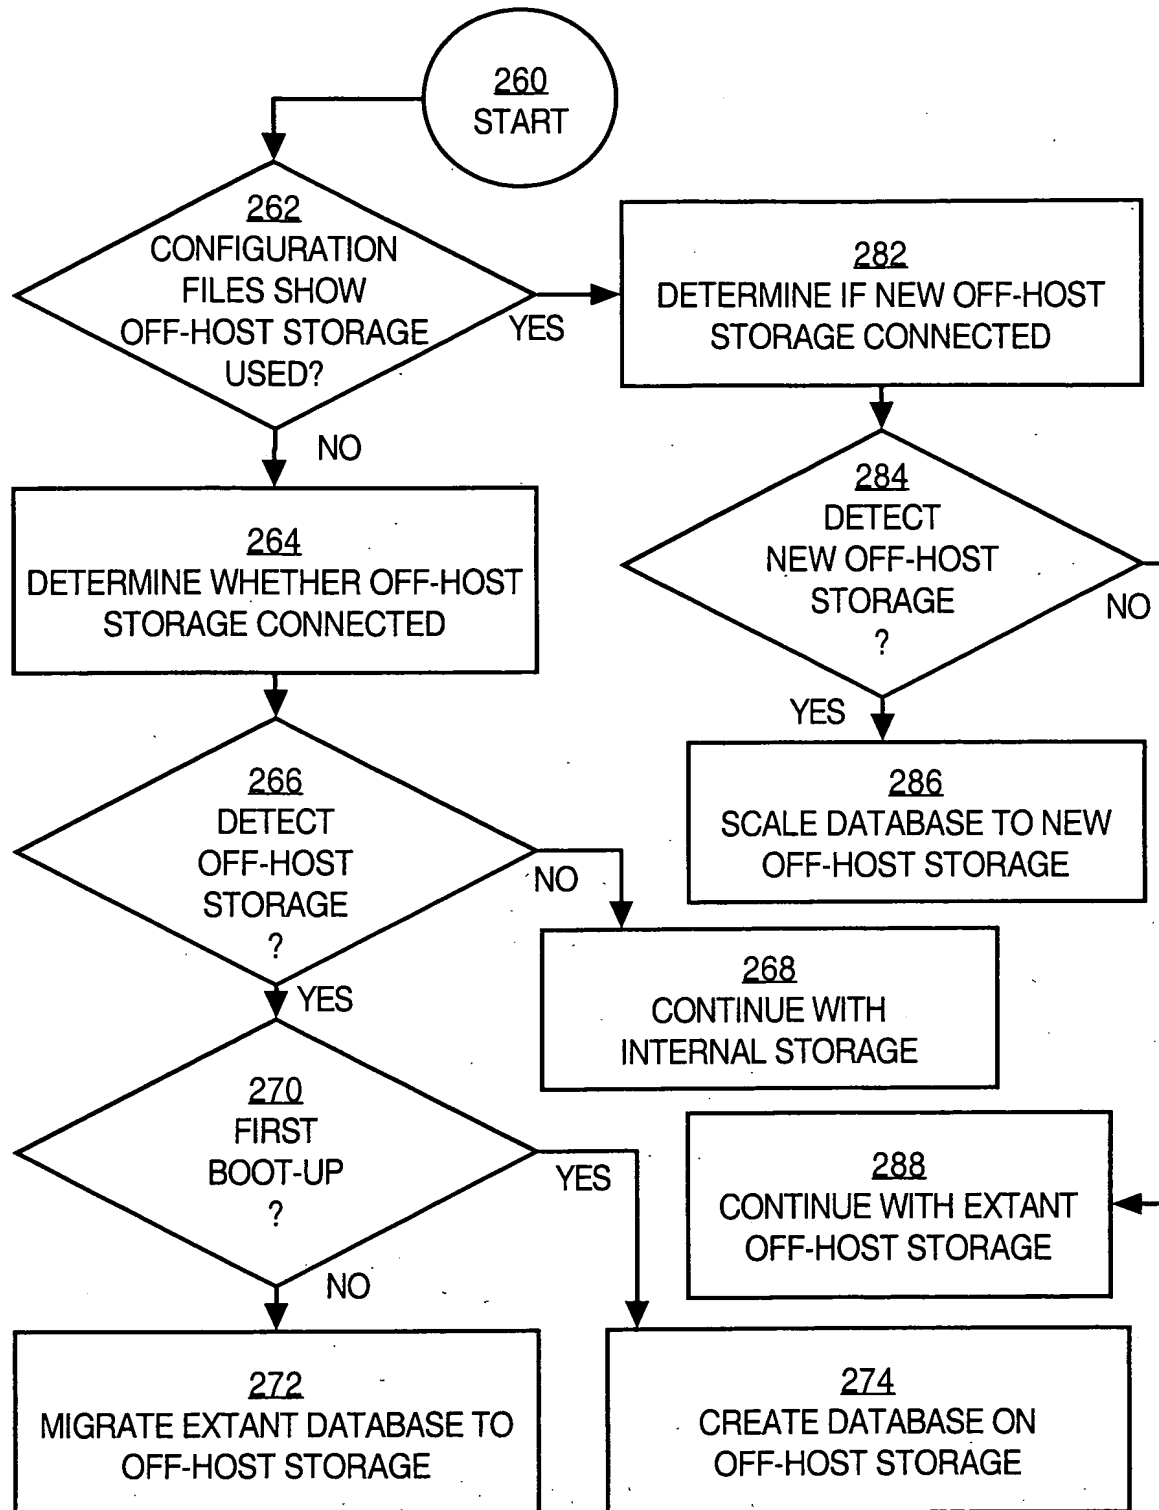 260
START
262
CONFIGURATION
FILES SHOW
OFF-HOST STORAGE
USED?
YES
NO
282
DETERMINE IF NEW OFF-HOST
STORAGE CONNECTED
284
DETECT
NEW OFF-HOST
STORAGE
?
NO
YES
264
DETERMINE WHETHER OFF-HOST
STORAGE CONNECTED
286
SCALE DATABASE TO NEW
OFF-HOST STORAGE
266
DETECT
OFF-HOST
STORAGE
?
NO
YES
268
CONTINUE WITH
INTERNAL STORAGE
270
FIRST
BOOT-UP
?
YES
NO
288
CONTINUE WITH EXTANT
OFF-HOST STORAGE
272
MIGRATE EXTANT DATABASE TO
OFF-HOST STORAGE
274
CREATE DATABASE ON
OFF-HOST STORAGE